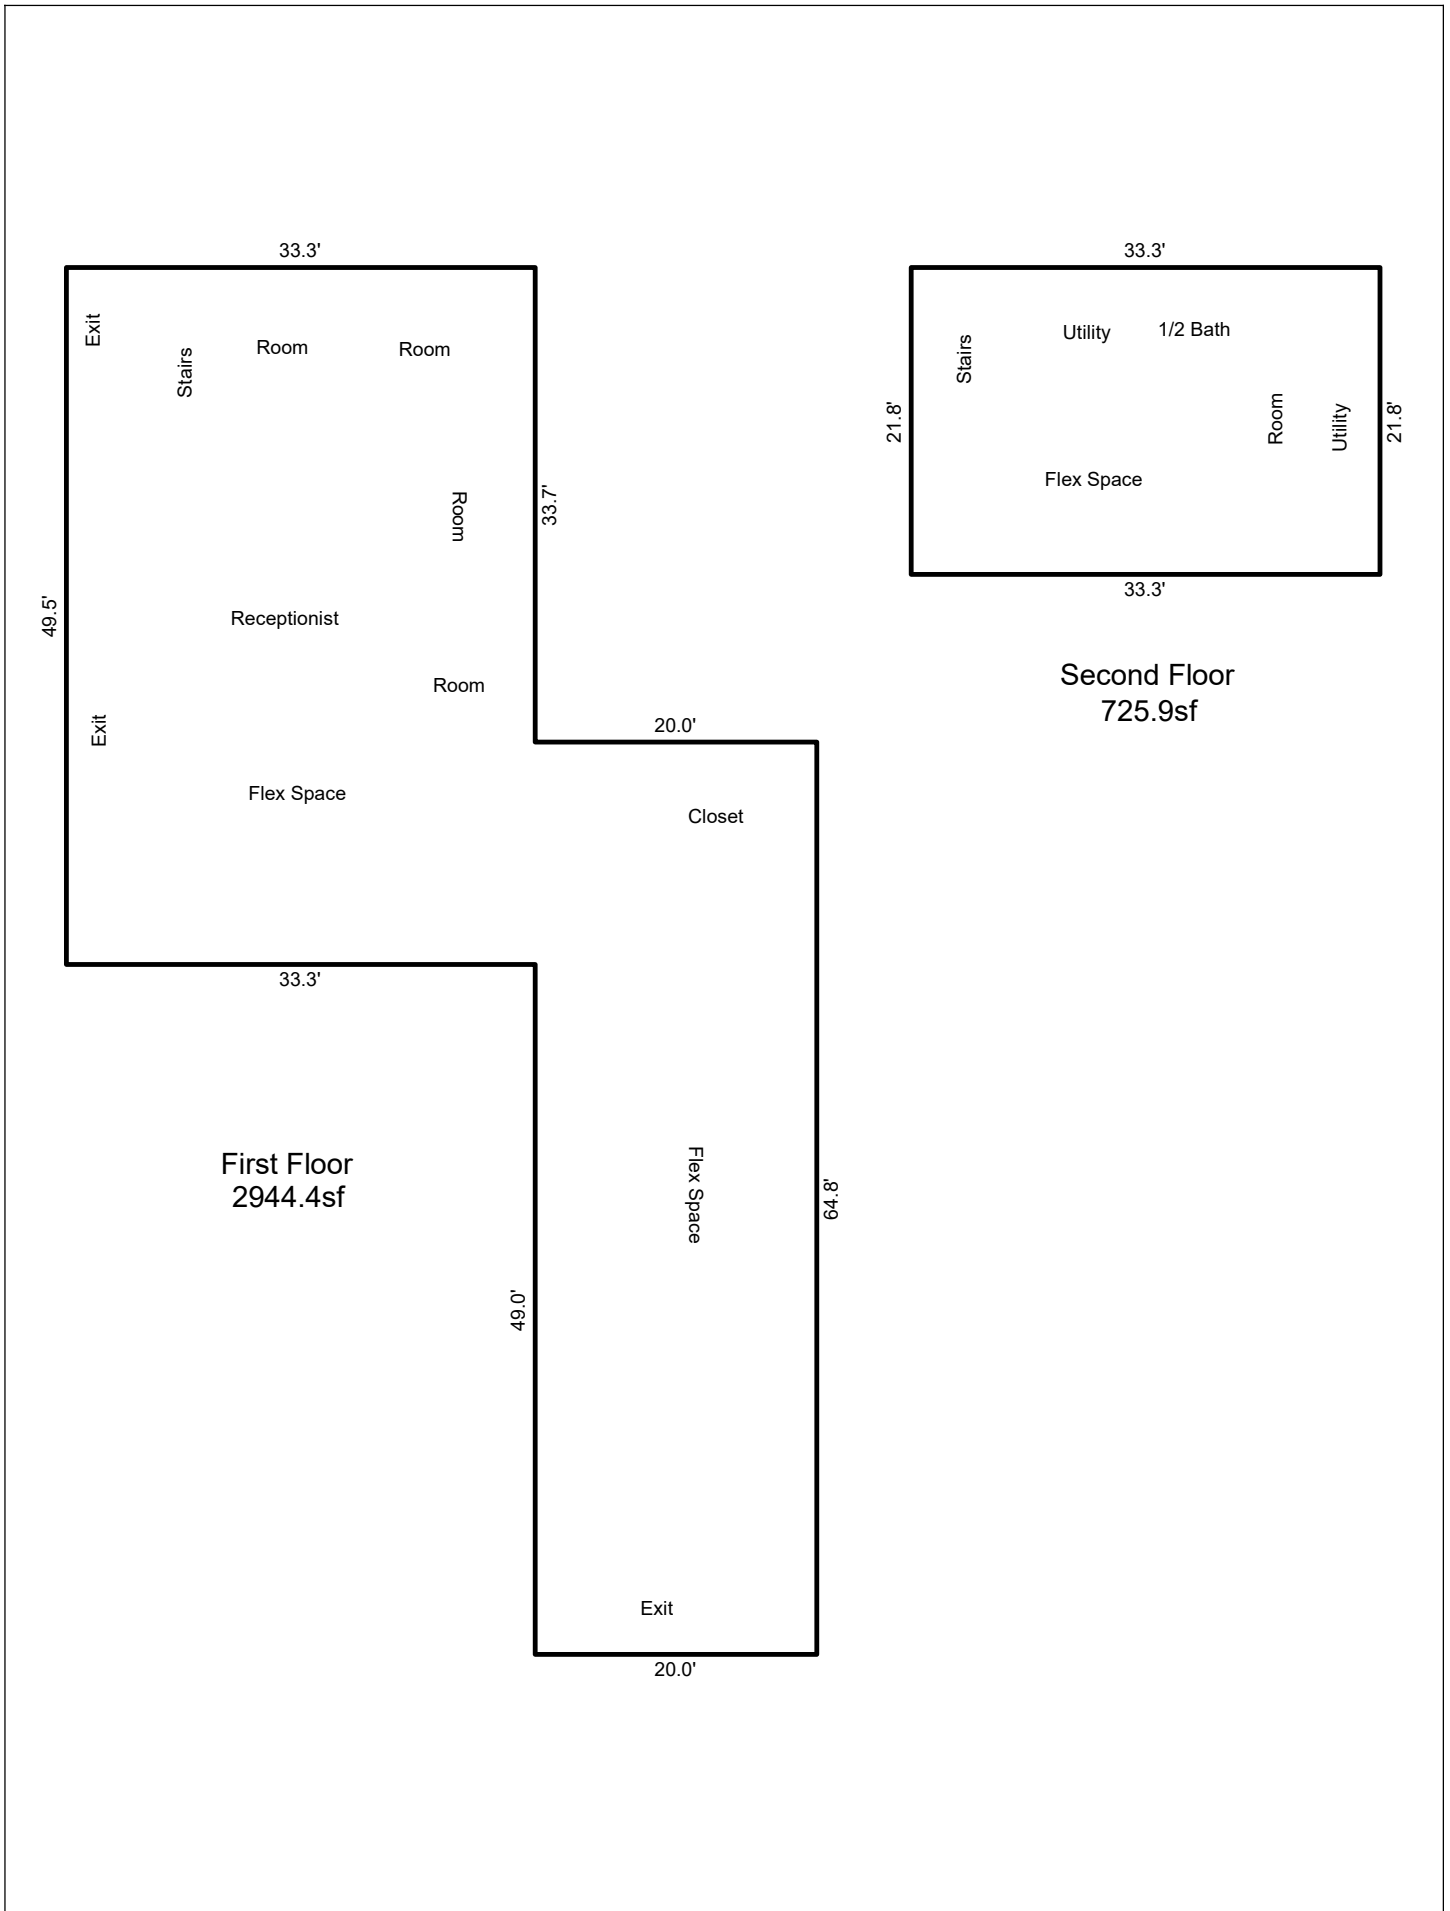 33.3'
Exit
Stairs
Room
Room
Room
33.7'
49.5'
Receptionist
Room
Exit
20.0'
Flex Space
Closet
33.3'
First Floor
2944.4sf
Flex Space
64.8'
49.0'
Exit
20.0'
33.3'
Stairs
Utility
1/2 Bath
21.8'
Room
Utility
21.8'
Flex Space
33.3'
Second Floor
725.9sf